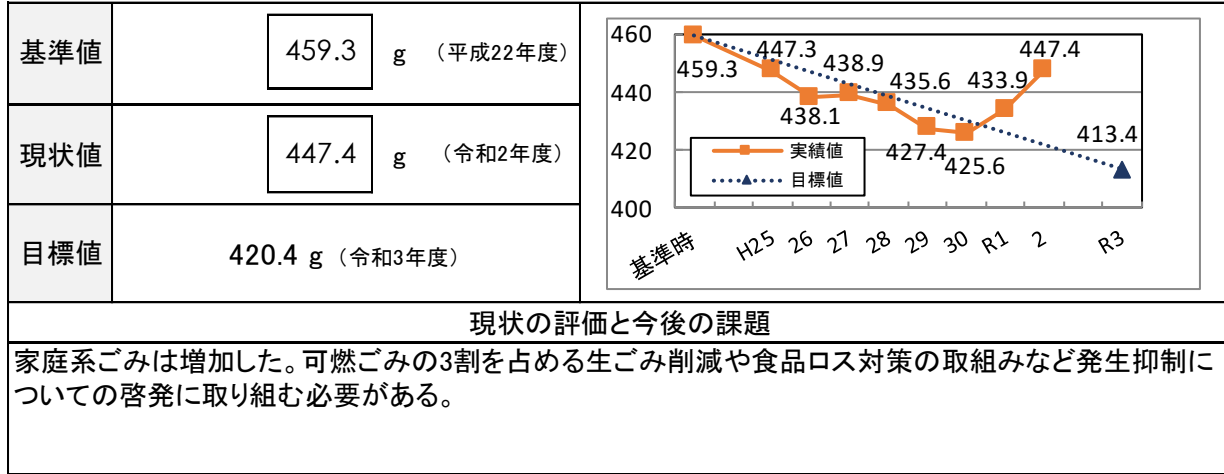 基準値 459.3 g （平成22年度）
現状値 447.4 g （令和2年度）
目標値 420.4 g （令和3年度）
460
440
420
400
459.3
447.3
438.1
438.9
435.6
427.4
425.6
433.9
447.4
413.4
実績値
目標値
基準時 H25 26 27 28 29 30 R1 2 R3
現状の評価と今後の課題
家庭系ごみは増加した。可燃ごみの3割を占める生ごみ削減や食品ロス対策の取組みなど発生抑制に
ついての啓発に取り組む必要がある。